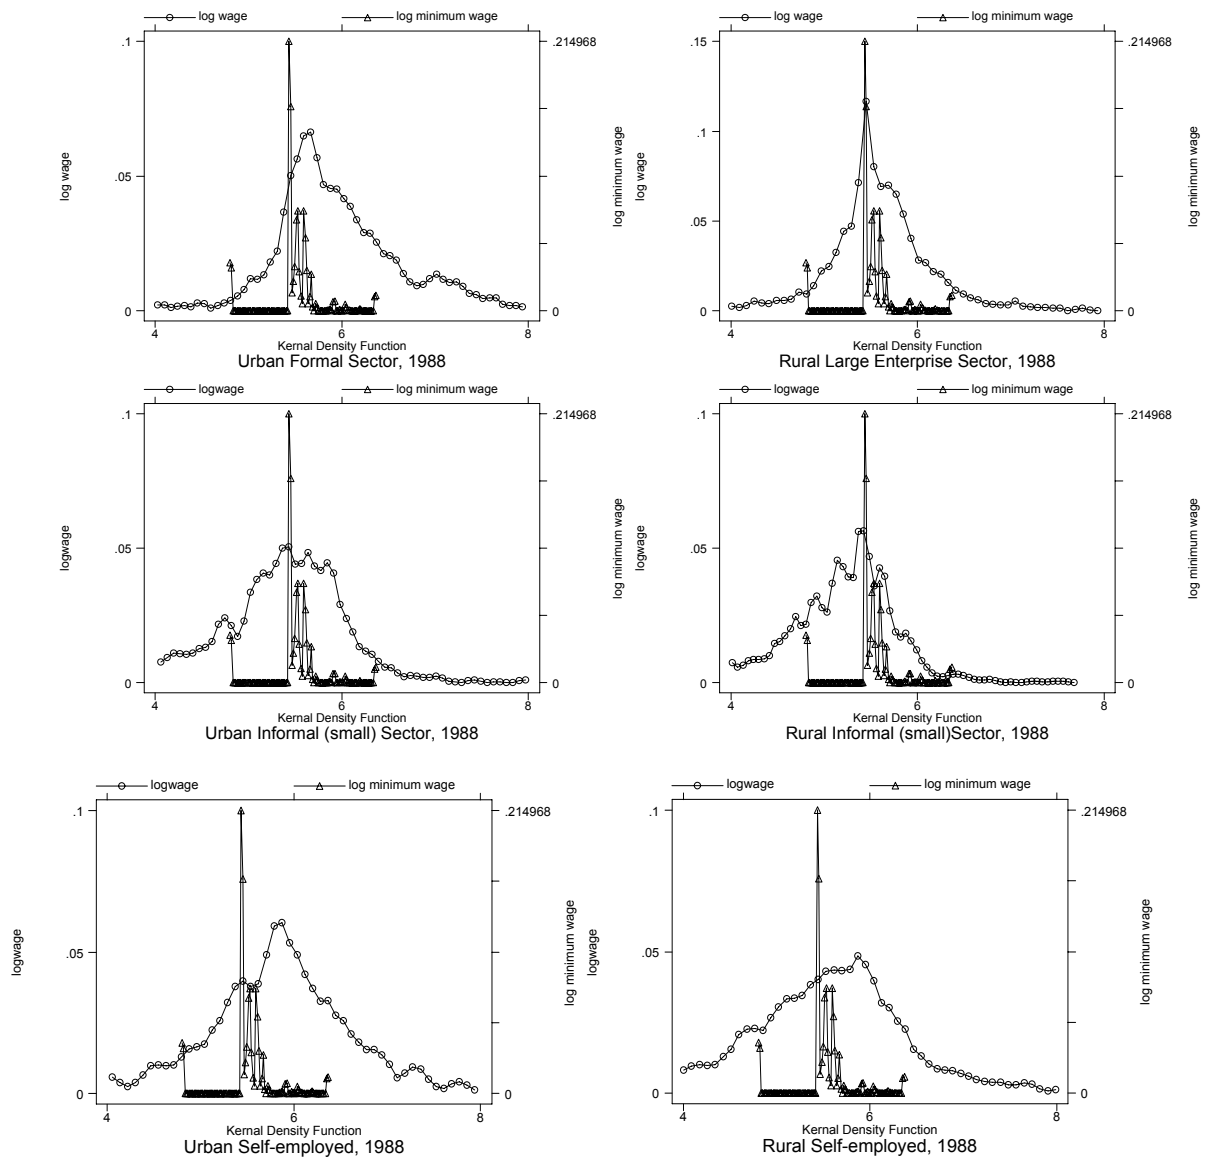 log wage
log minimum wage
.1
.05
0
.214968
0
log wage
log minimum wage
4
6
8
Kernal Density Function
Urban Formal Sector, 1988
log wage
log minimum wage
.15
.1
.05
0
.214968
0
log wage
log minimum wage
4
6
8
Kernal Density Function
Rural Large Enterprise Sector, 1988
logwage
log minimum wage
.1
.05
0
.214968
0
logwage
log minimum wage
4
6
8
Kernal Density Function
Urban Informal (small) Sector, 1988
logwage
log minimum wage
.1
.05
0
.214968
0
logwage
log minimum wage
4
6
8
Kernal Density Function
Rural Informal (small)Sector, 1988
logwage
log minimum wage
.1
.05
0
.214968
0
logwage
log minimum wage
4
6
8
Kernal Density Function
Urban Self-employed, 1988
logwage
log minimum wage
.1
.05
0
.214968
0
logwage
log minimum wage
4
6
8
Kernal Density Function
Rural Self-employed, 1988